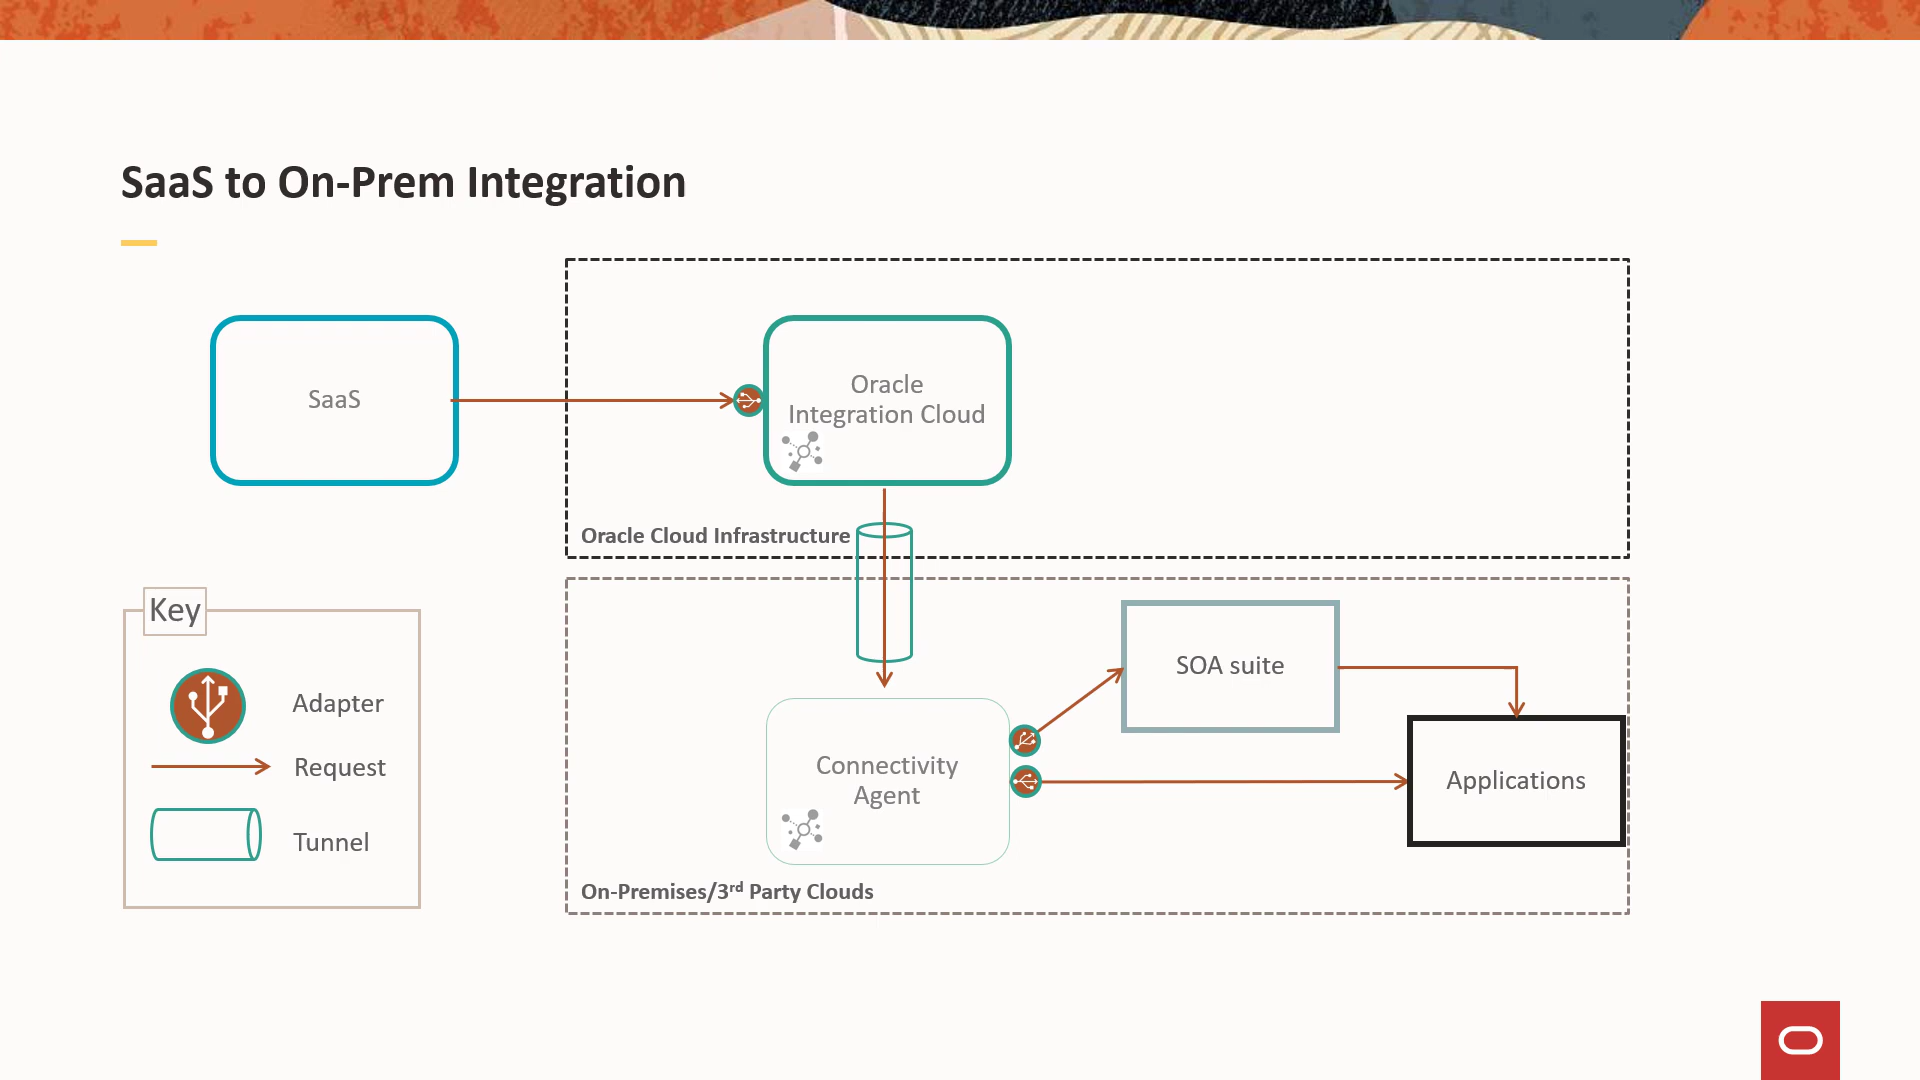 SaaS to On-Prem Integration
SaaS
Oracle
Integration Cloud
Oracle Cloud Infrastructure
Key
Adapter
Request
Tunnel
SOA suite
Connectivity
Agent
Applications
On-Premises/3rd Party Clouds